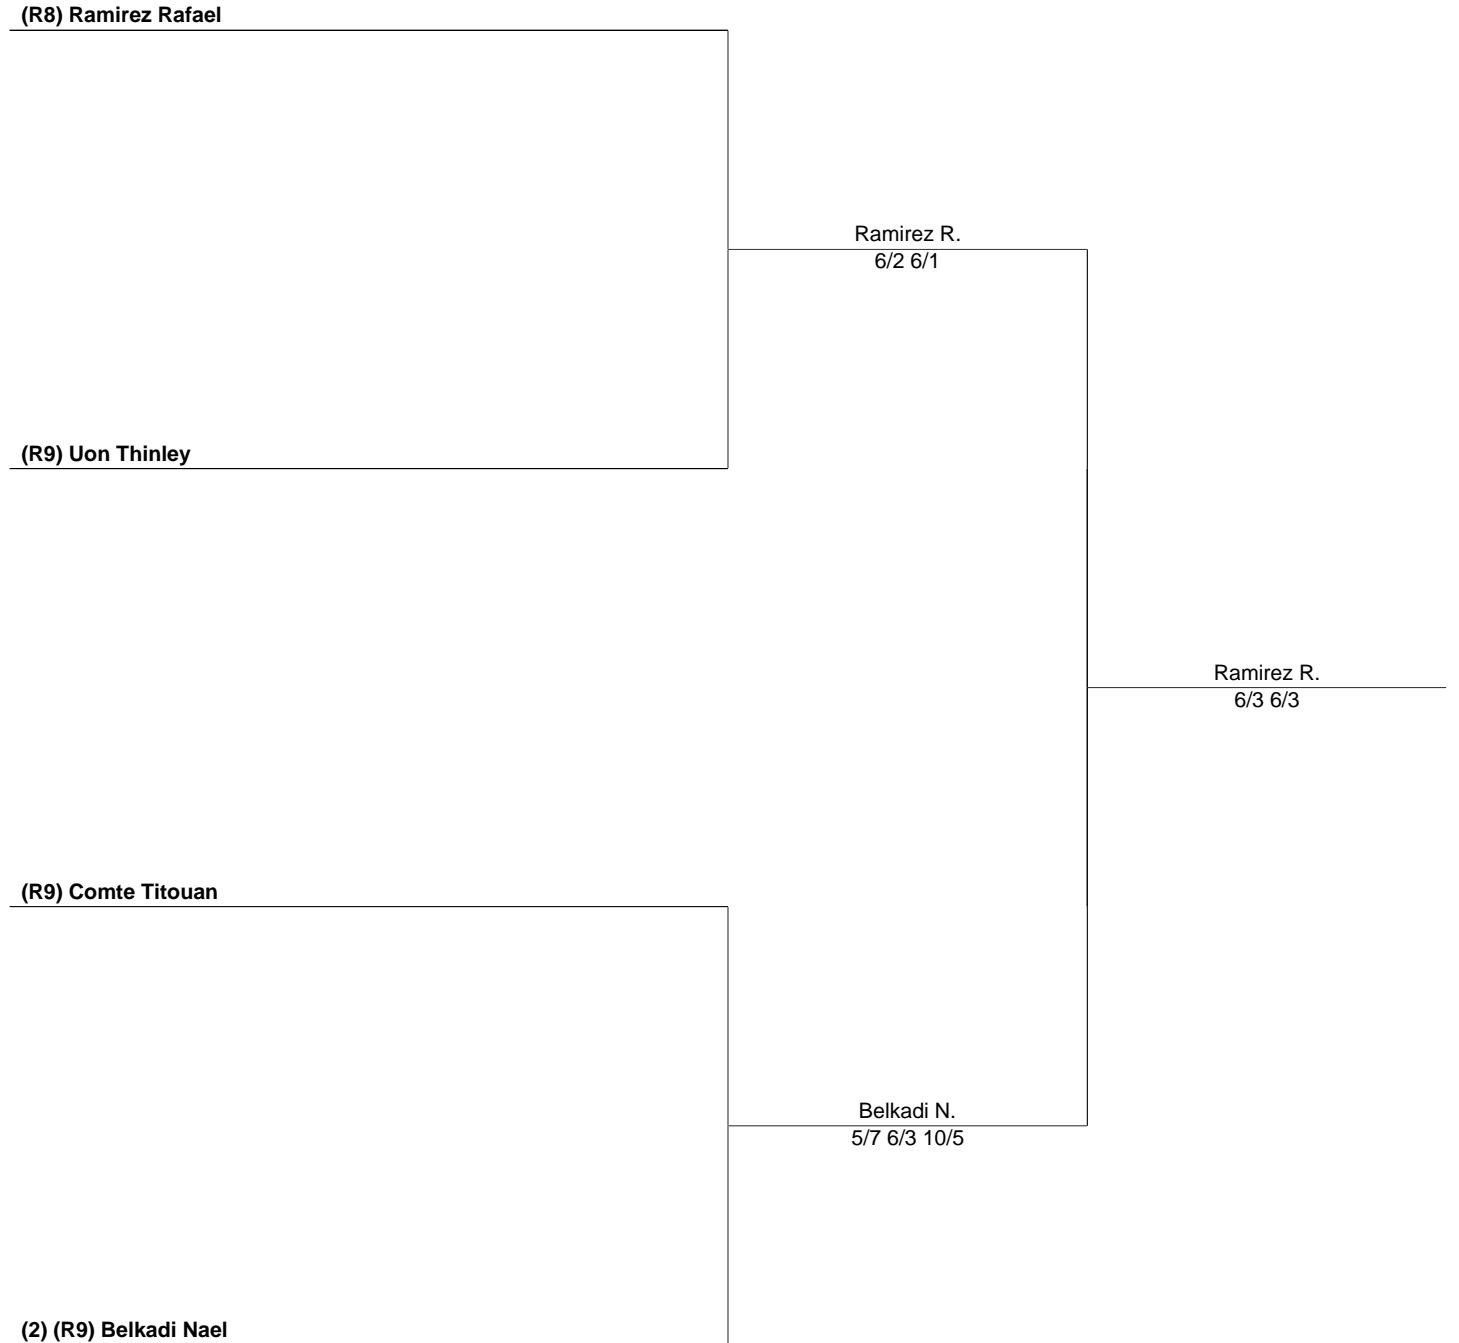 (R8) Ramirez Rafael
Ramirez R.
6/2 6/1
(R9) Uon Thinley
Ramirez R.
6/3 6/3
(R9) Comte Titouan
Belkadi N.
5/7 6/3 10/5
(2) (R9) Belkadi Nael